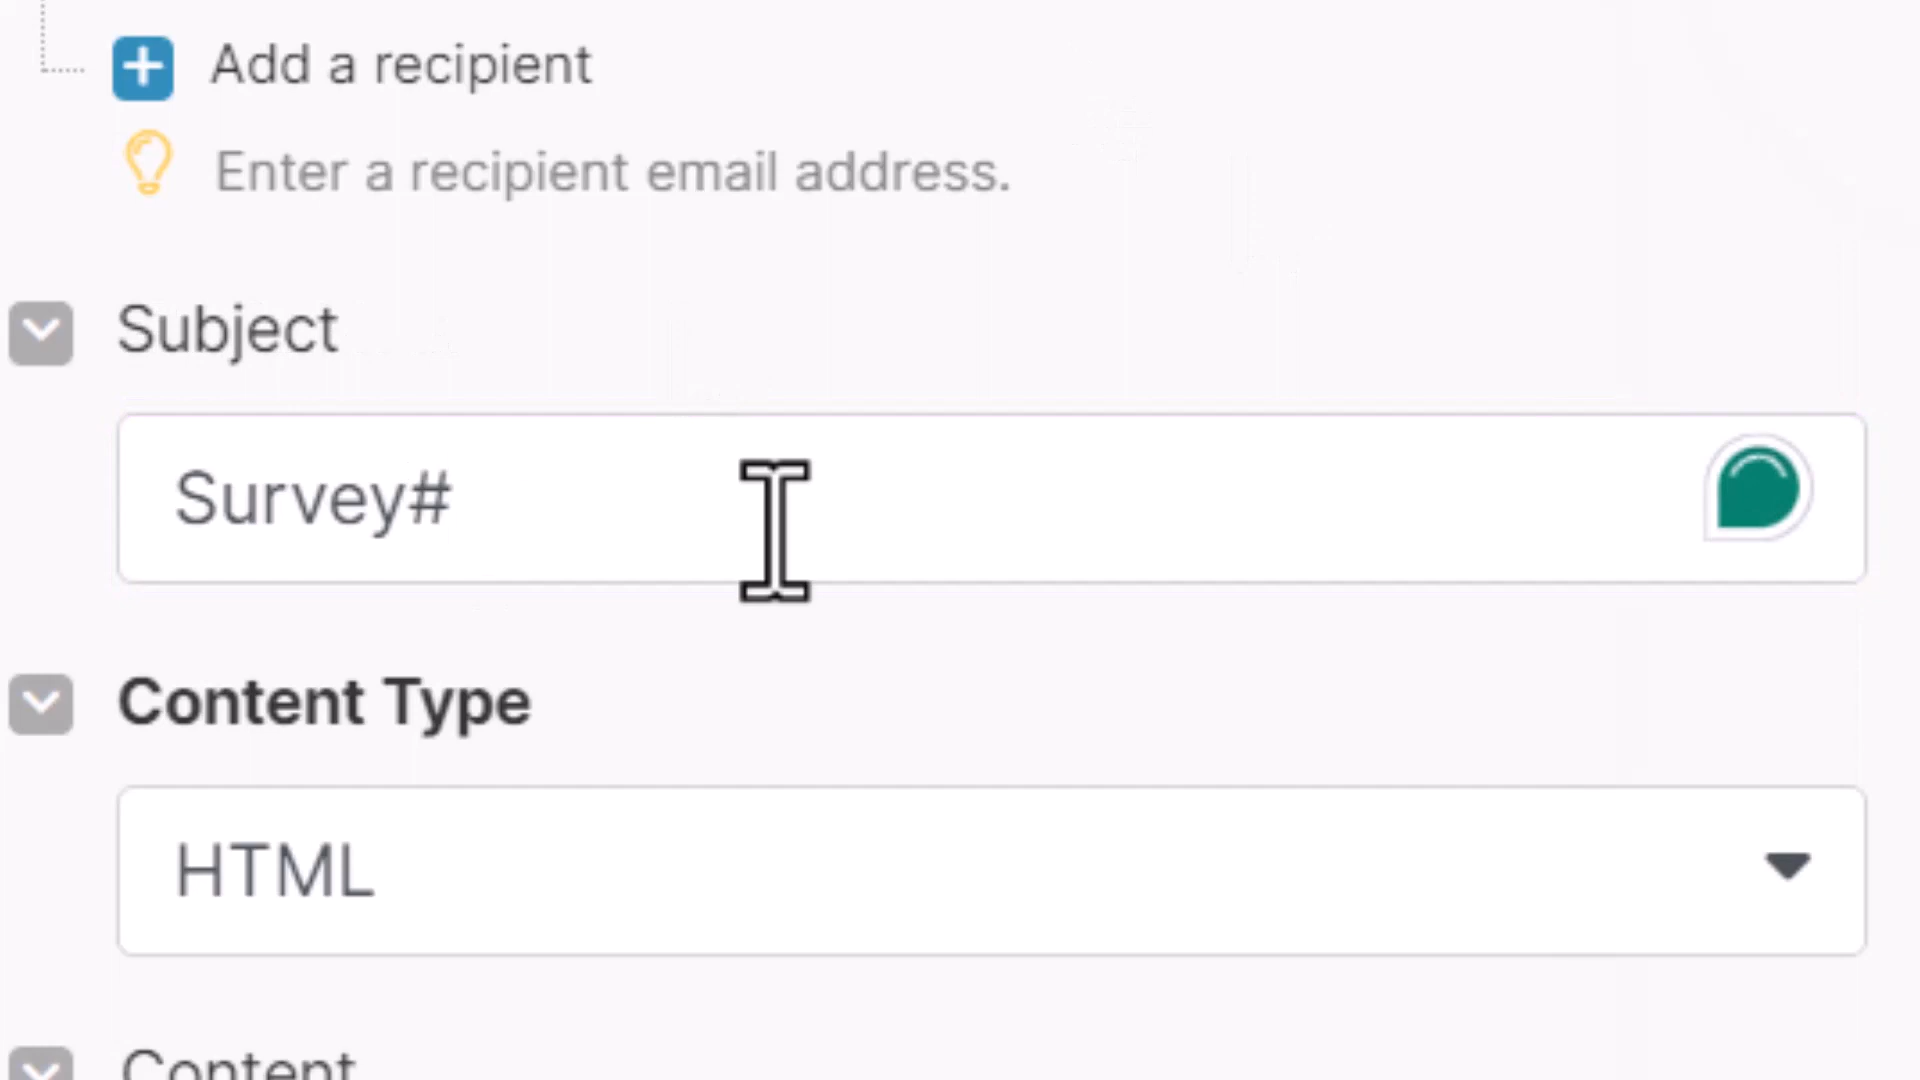 Add a recipient
Enter a recipient email address.
Subject
Survey#
Content Type
HTML
Content